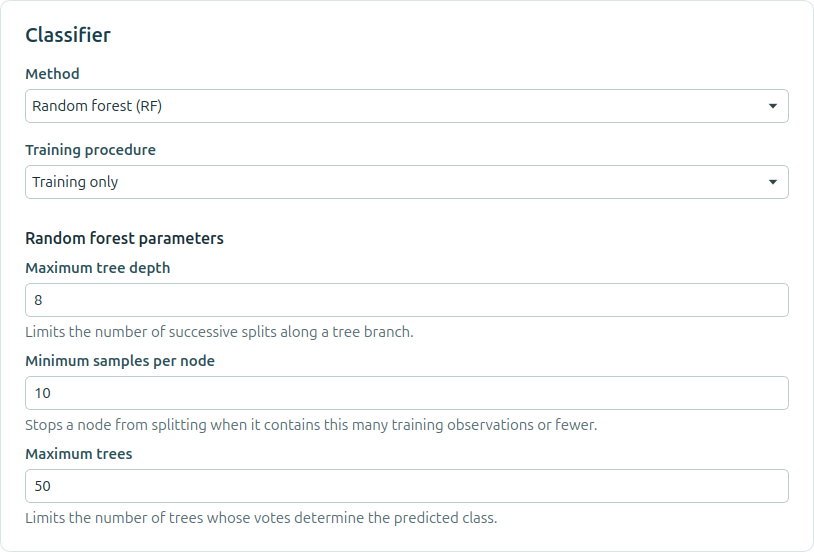 Classifier
Method
Random forest (RF)
Training procedure
Training only
Random forest parameters
Maximum tree depth
8
Limits the number of successive splits along a tree branch.
Minimum samples per node
10
Stops a node from splitting when it contains this many training observations or fewer.
Maximum trees
50
Limits the number of trees whose votes determine the predicted class.